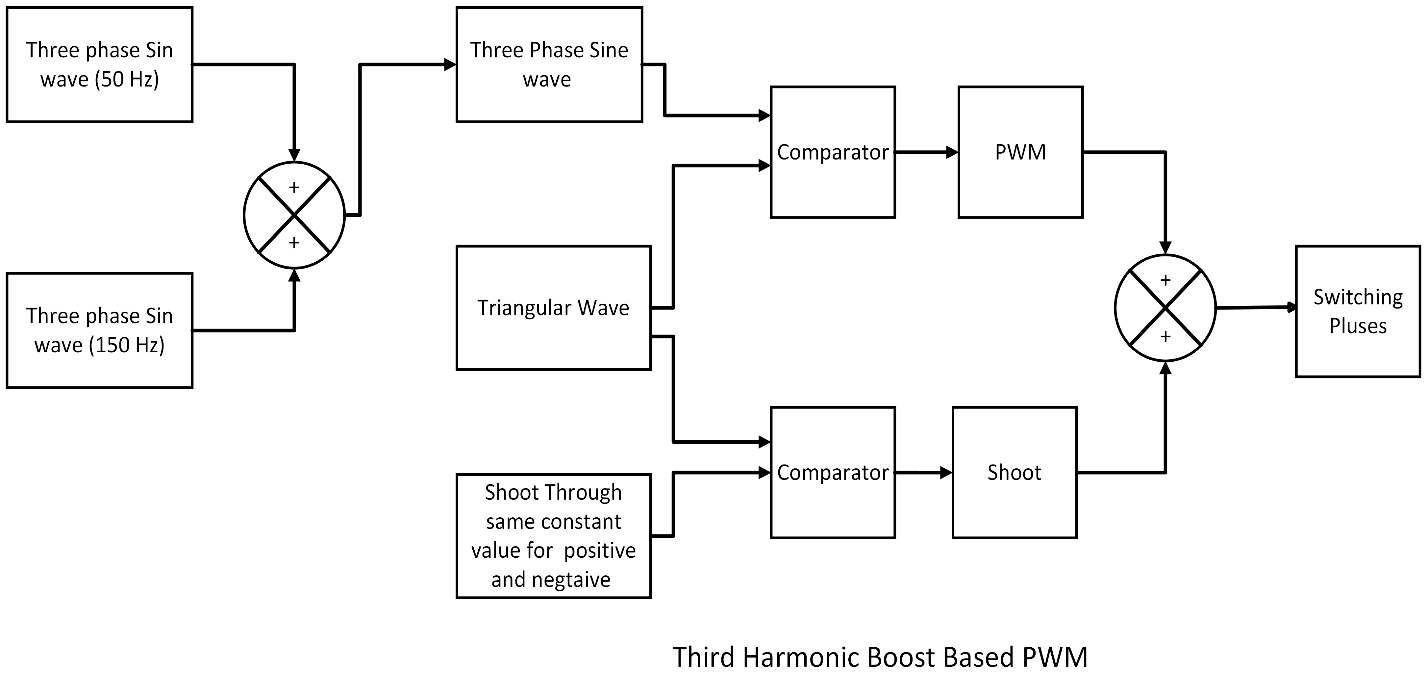 Three phase Sin
wave (50 Hz)
Three Phase Sine
wave
Comparator
PWM
+
+
Three phase Sin
wave (150 Hz)
Triangular Wave
+
+
Switching
Pluses
Comparator
Shoot
Shoot Through
same constant
value for positive
and negtaive
Third Harmonic Boost Based PWM